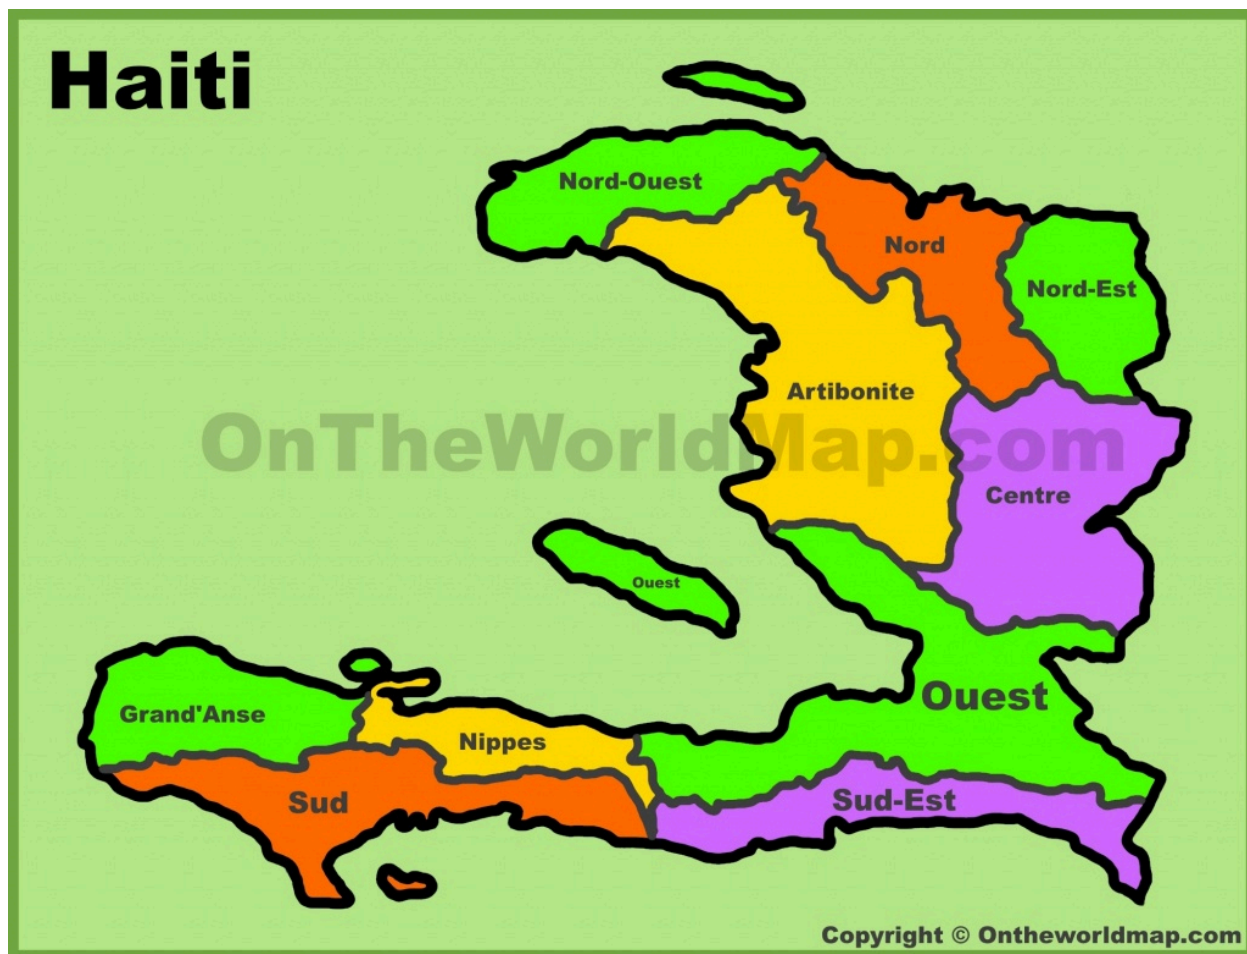 Haiti
Nord-Ouest
Nord
Nord-Est
Artibonite
OnTheWorldMap.com
Centre
Ouest
Ouest
Grand'Anse
Nippes
Sud
Sud-Est
Copyright © Ontheworldmap.com